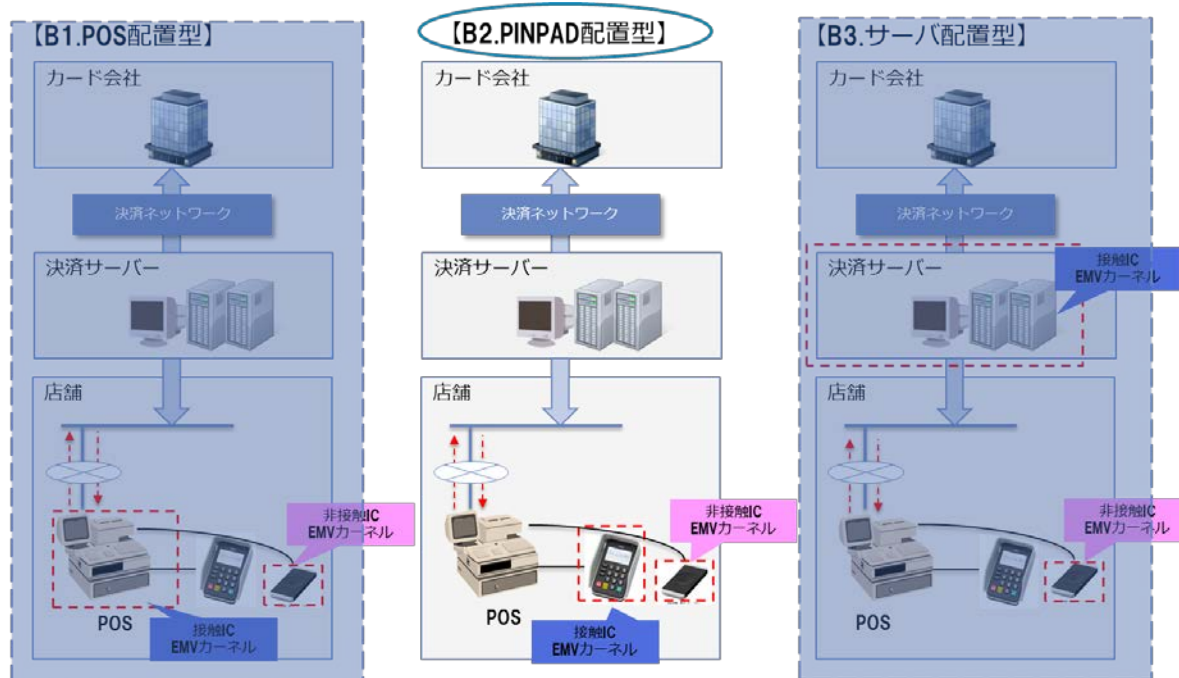 【B1.POS配置型】
カード会社
決済ネットワーク
決済サーバー
店舗
非接触IC
EMVカーネル
POS
接触IC
EMVカーネル
【B2.PINPAD配置型】
カード会社
決済ネットワーク
決済サーバー
店舗
非接触IC
EMVカーネル
POS
接触IC
EMVカーネル
【B3.サーバ配置型】
カード会社
決済ネットワーク
決済サーバー
接触IC
EMVカーネル
店舗
非接触IC
EMVカーネル
POS